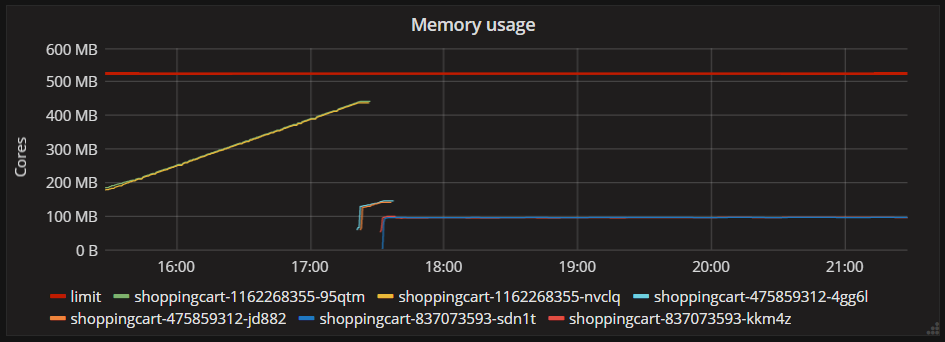 Memory usage
600 MB
500 MB
400 MB
300 MB
200 MB
100 MB
0 B
Cores
16:00 17:00 18:00 19:00 20:00 21:00
limit shoppingcart-1162268355-95qtm shoppingcart-1162268355-nvclq shoppingcart-475859312-4gg6l
shoppingcart-475859312-jd882 shoppingcart-837073593-sdn1t shoppingcart-837073593-kkm4z